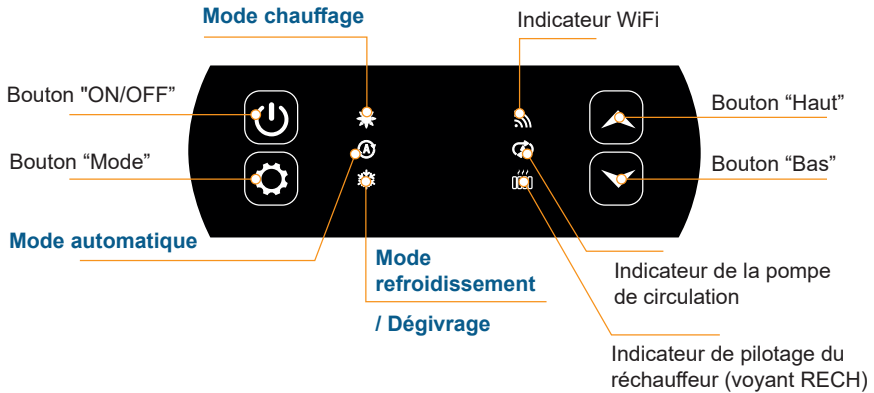 Mode chauffage
Indicateur WiFi
Bouton "ON/OFF”
Bouton “Haut”
Bouton “Mode”
Bouton “Bas”
A
Mode automatique
Mode
refroidissement
/ Dégivrage
Indicateur de la pompe
de circulation
Indicateur de pilotage du
réchauffeur (voyant RECH)